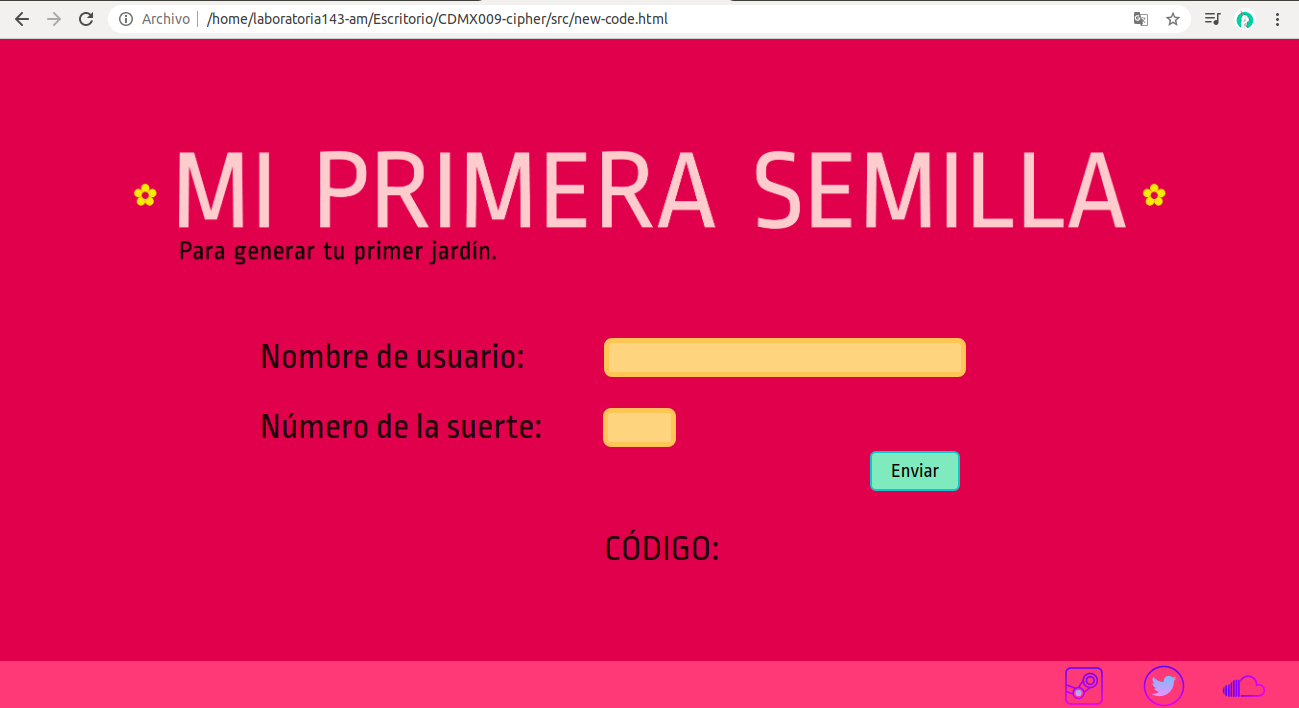 Archivo /home/laboratoria143-am/Escritorio/CDMX009-cipher/src/new-code.html
MI PRIMERA SEMILLA
Para generar tu primer jardín.
Nombre de usuario:
Número de la suerte:
Enviar
CÓDIGO: